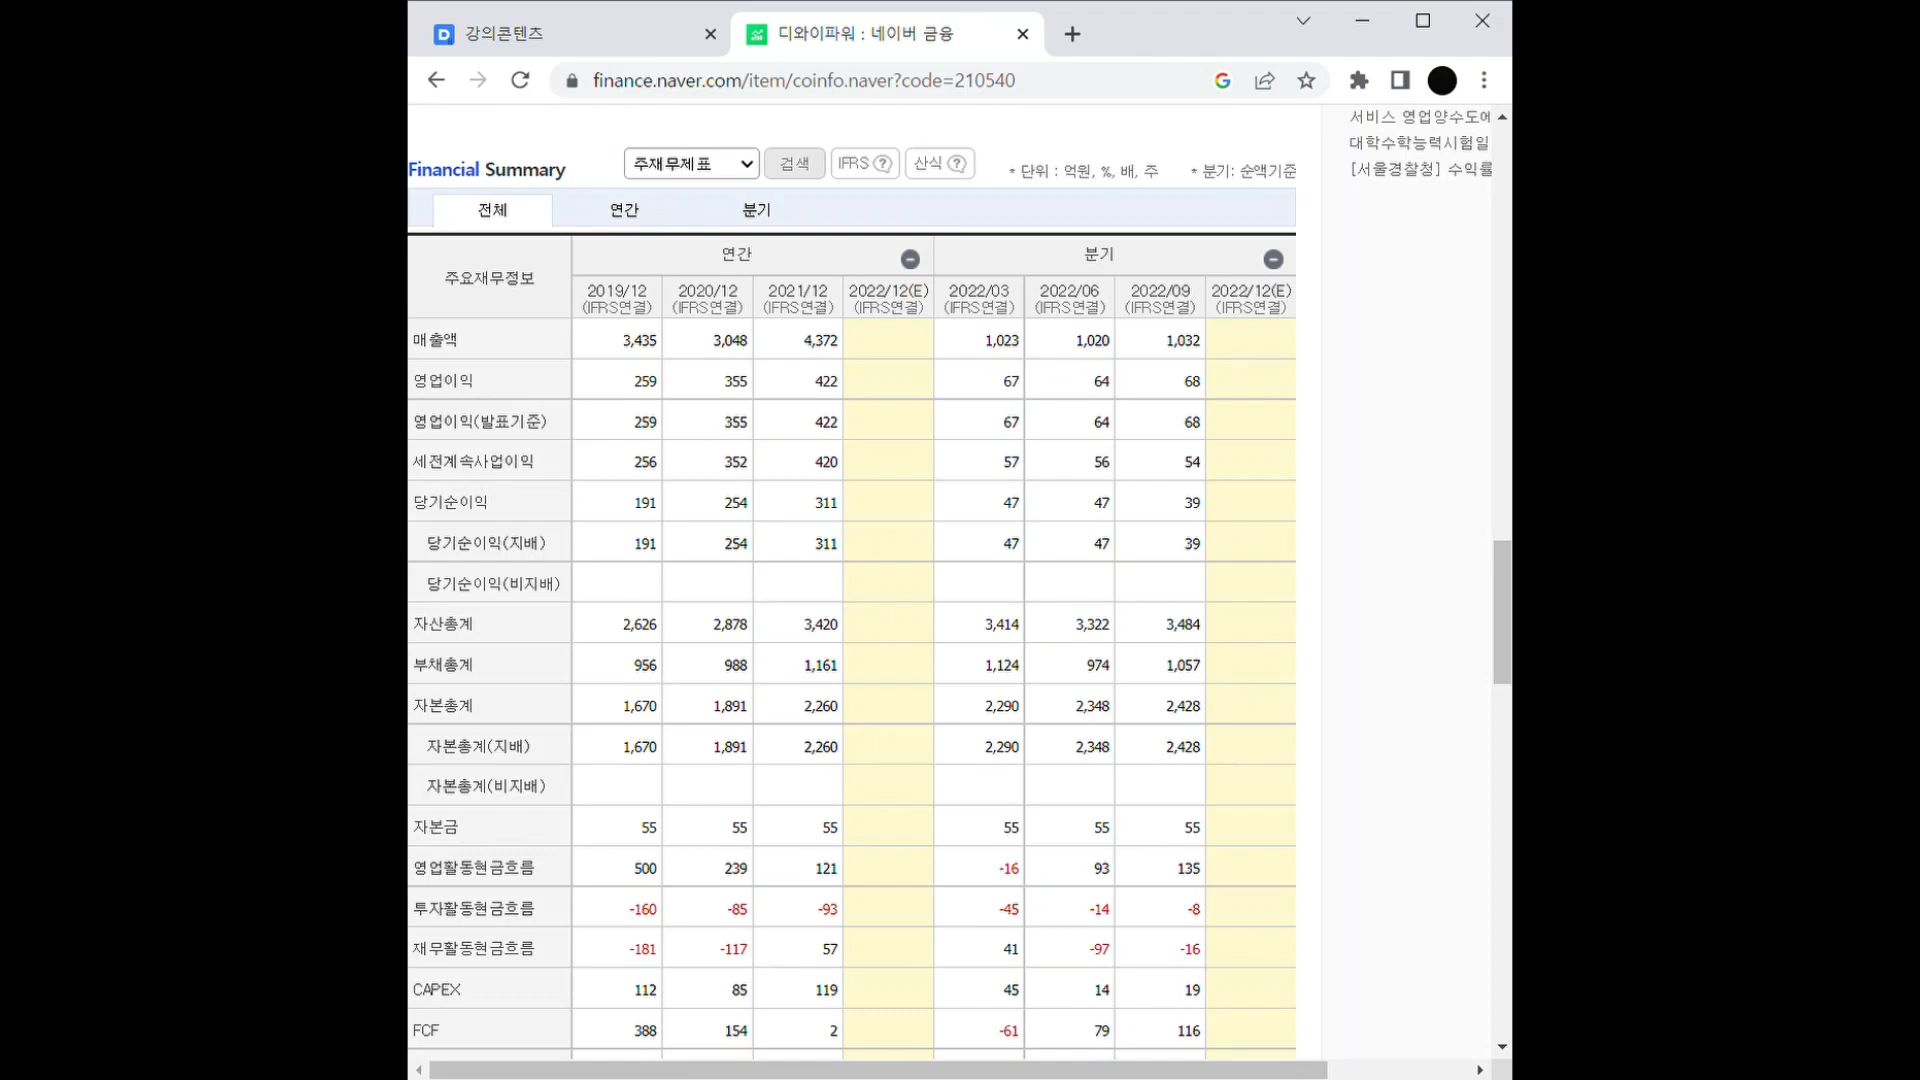 강의콘텐츠
디와이파워 : 네이버 금융
finance.naver.com/item/coinfo.naver?code=210540
서비스 영업양수도에
대학수학능력시험일
[서울경찰청] 수익률
Financial Summary 주재무제표 검색 IFRS ? 산식 ? * 단위 : 억원, %, 배, 주 * 분기: 순액기준
전체 연간 분기
주요재무정보 연간 분기
2019/12 2020/12 2021/12 2022/12(E) 2022/03 2022/06 2022/09 2022/12(E)
(IFRS연결) (IFRS연결) (IFRS연결) (IFRS연결) (IFRS연결) (IFRS연결) (IFRS연결) (IFRS연결)
매출액 3,435 3,048 4,372 1,023 1,020 1,032
영업이익 259 355 422 67 64 68
영업이익(발표기준) 259 355 422 67 64 68
세전계속사업이익 256 352 420 57 56 54
당기순이익 191 254 311 47 47 39
당기순이익(지배) 191 254 311 47 47 39
당기순이익(비지배)
자산총계 2,626 2,878 3,420 3,414 3,322 3,484
부채총계 956 988 1,161 1,124 974 1,057
자본총계 1,670 1,891 2,260 2,290 2,348 2,428
자본총계(지배) 1,670 1,891 2,260 2,290 2,348 2,428
자본총계(비지배)
자본금 55 55 55 55 55 55
영업활동현금흐름 500 239 121 -16 93 135
투자활동현금흐름 -160 -85 -93 -45 -14 -8
재무활동현금흐름 -181 -117 57 41 -97 -16
CAPEX 112 85 119 45 14 19
FCF 388 154 2 -61 79 116